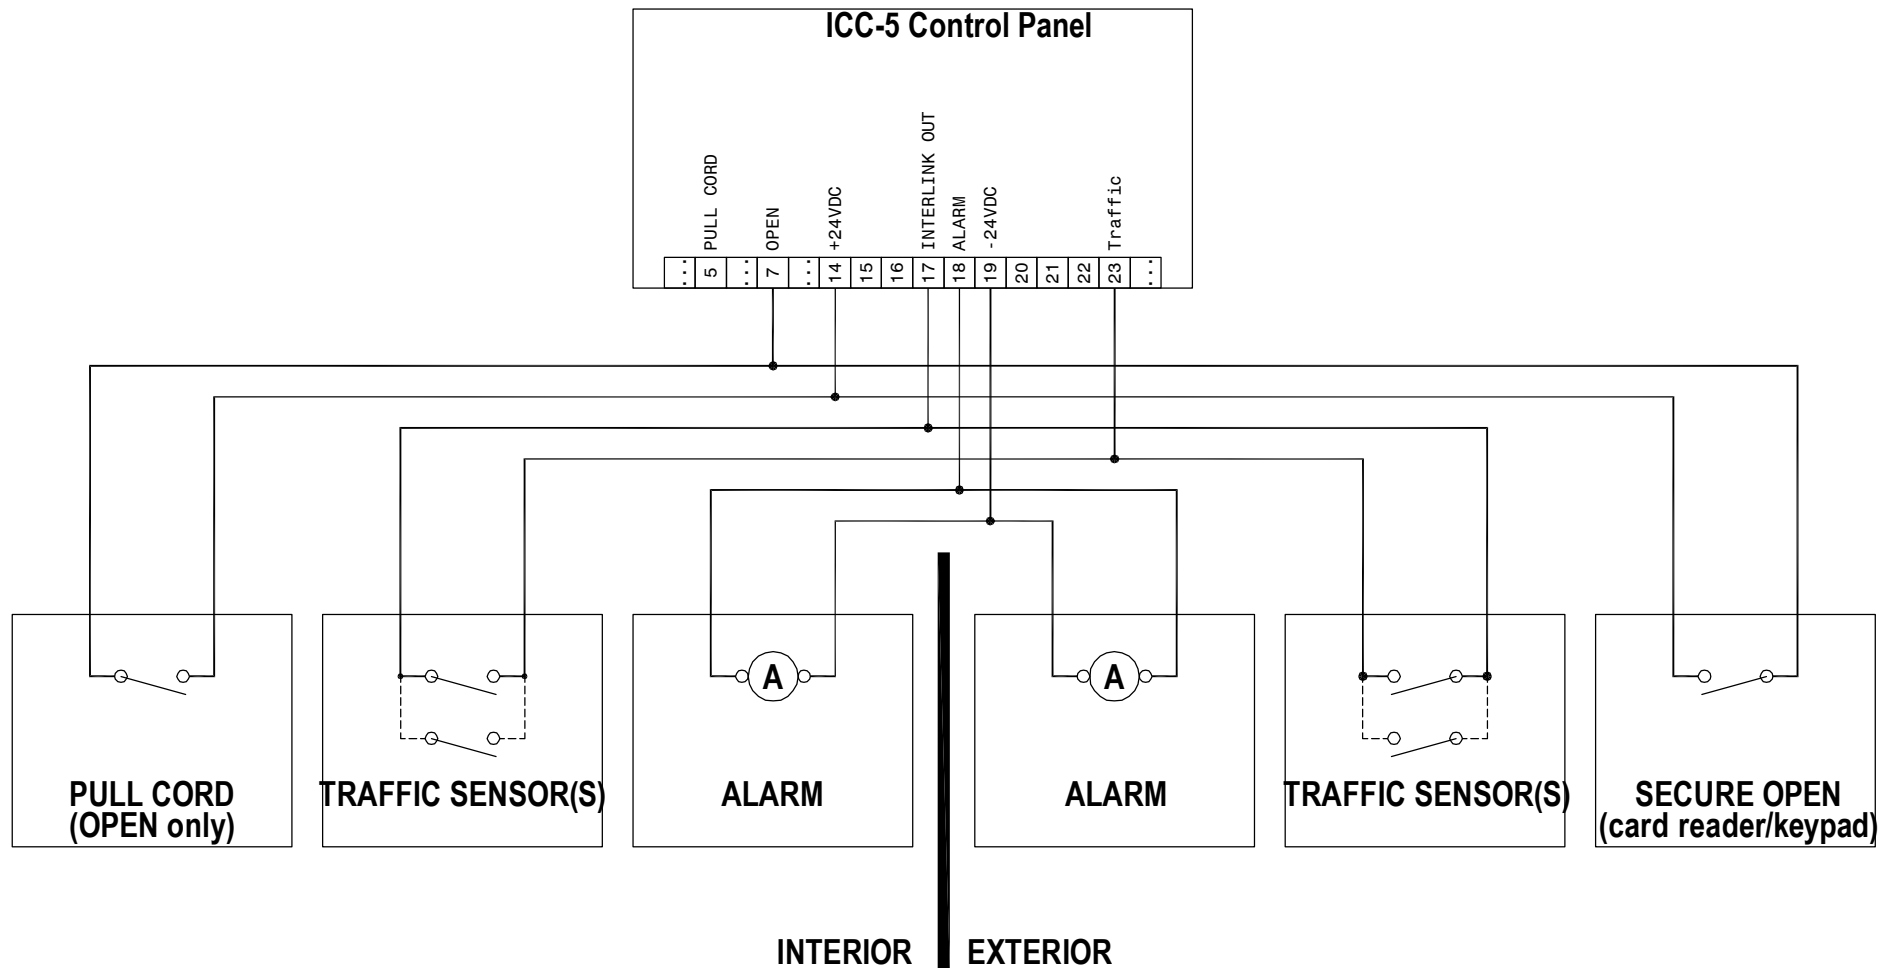 ICC-5 Control Panel
PULL CORD
OPEN
+24VDC
INTERLINK OUT
ALARM
-24VDC
Traffic
... 5 ... 7 ... 14 15 16 17 18 19 20 21 22 23 ...
A
A
PULL CORD
(OPEN only)
TRAFFIC SENSOR(S)
ALARM
ALARM
TRAFFIC SENSOR(S)
SECURE OPEN
(card reader/keypad)
INTERIOR
EXTERIOR